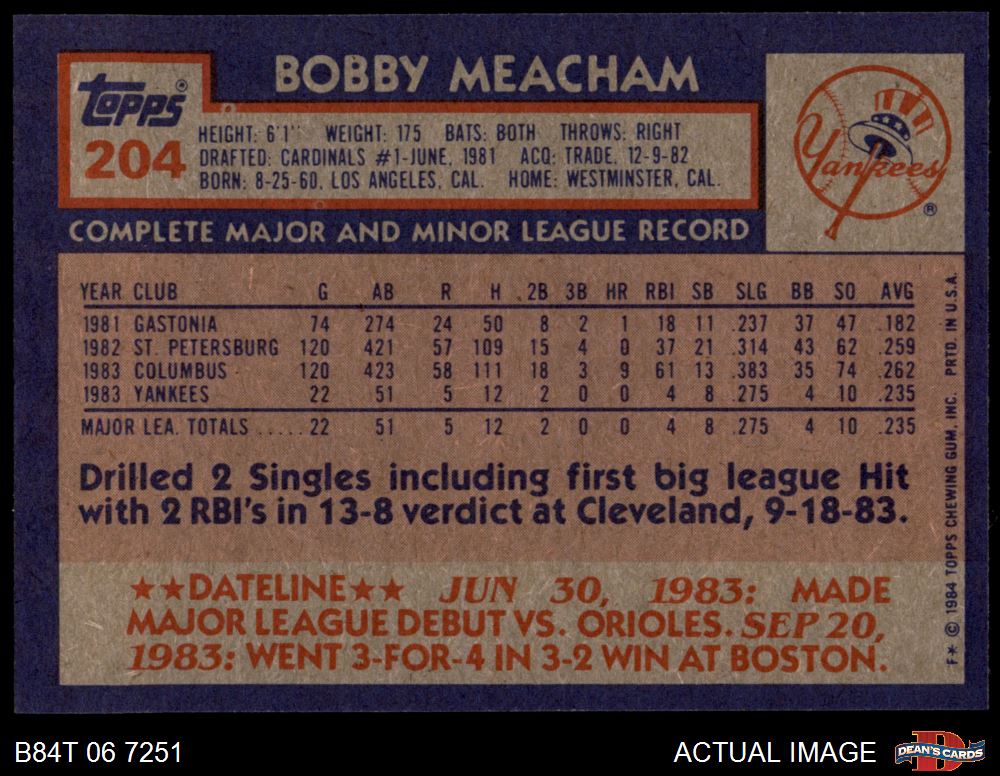 BOBBY MEACHAM
Topps®
204
HEIGHT: 6'1" WEIGHT: 175 BATS: BOTH THROWS: RIGHT
DRAFTED: CARDINALS #1-JUNE, 1981 ACQ: TRADE, 12-9-82
BORN: 8-25-60, LOS ANGELES, CAL. HOME: WESTMINSTER, CAL.
Yankees
®
COMPLETE MAJOR AND MINOR LEAGUE RECORD
YEAR CLUB G AB R H 2B 3B HR RBI SB SLG BB SO AVG
1981 GASTONIA 74 274 24 50 8 2 1 18 11 .237 37 47 .182
1982 ST. PETERSBURG 120 421 57 109 15 4 0 37 21 .314 43 62 .259
1983 COLUMBUS 120 423 58 111 18 3 9 61 13 .383 35 74 .262
1983 YANKEES 22 51 5 12 2 0 0 4 8 .275 4 10 .235
MAJOR LEA. TOTALS ..... 22 51 5 12 2 0 0 4 8 .275 4 10 .235
Drilled 2 Singles including first big league Hit
with 2 RBI's in 13-8 verdict at Cleveland, 9-18-83.
★★DATELINE★★ JUN 30, 1983: MADE
MAJOR LEAGUE DEBUT VS. ORIOLES. SEP 20,
1983: WENT 3-FOR-4 IN 3-2 WIN AT BOSTON.
F★ © 1984 TOPPS CHEWING GUM, INC. PRTD. IN U.S.A.
B84T 06 7251
ACTUAL IMAGE
DEAN'S CARDS